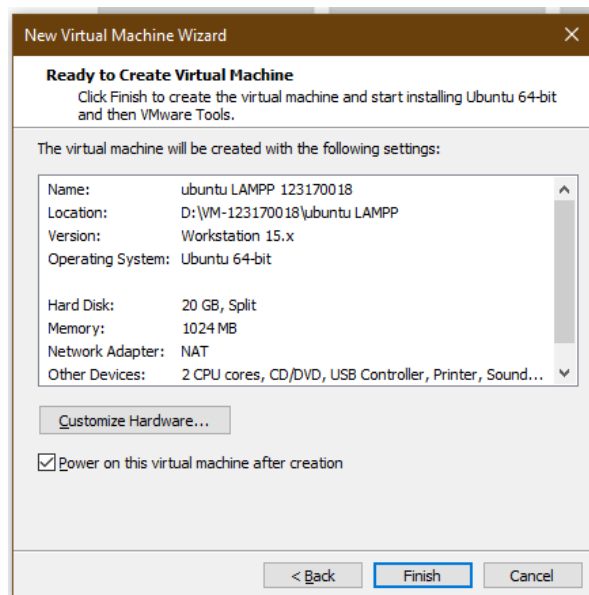 New Virtual Machine Wizard
Ready to Create Virtual Machine
Click Finish to create the virtual machine and start installing Ubuntu 64-bit
and then VMware Tools.
The virtual machine will be created with the following settings:
Name: ubuntu LAMPP 123170018
Location: D:\VM-123170018\ubuntu LAMPP
Version: Workstation 15.x
Operating System: Ubuntu 64-bit
Hard Disk: 20 GB, Split
Memory: 1024 MB
Network Adapter: NAT
Other Devices: 2 CPU cores, CD/DVD, USB Controller, Printer, Sound...
Customize Hardware...
Power on this virtual machine after creation
< Back Finish Cancel